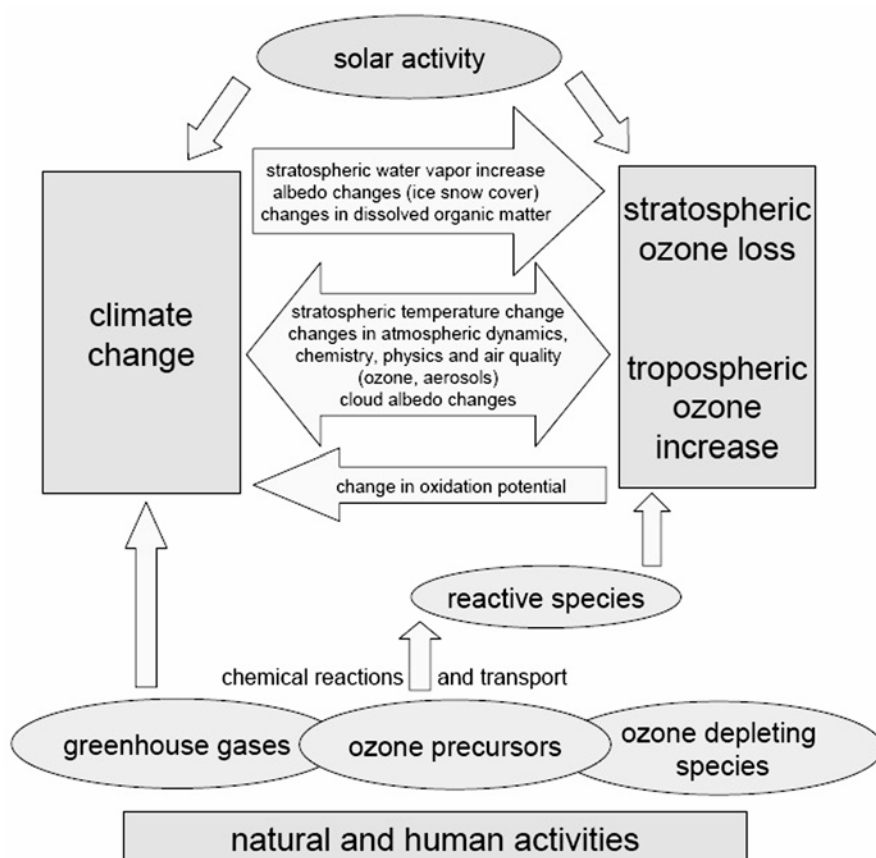 solar activity
stratospheric water vapor increase
albedo changes (ice snow cover)
changes in dissolved organic matter
stratospheric
ozone loss
climate
change
stratospheric temperature change
changes in atmospheric dynamics,
chemistry, physics and air quality
(ozone, aerosols)
cloud albedo changes
tropospheric
ozone
increase
change in oxidation potential
reactive species
chemical reactions and transport
greenhouse gases
ozone precursors
ozone depleting
species
natural and human activities